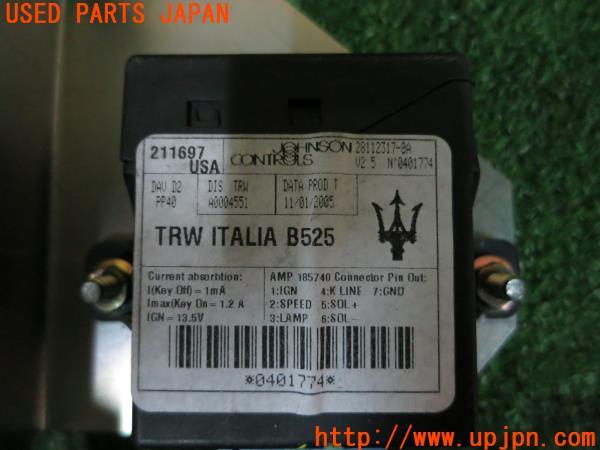 USED PARTS JAPAN
211697
USA
JOHNSON
CONTROLS
28112317-0A
V2.5 N°0401774
DAV D2
PP40
DIS TRW
A0004551
DATA PROD T
11/01/2005
TRW ITALIA B525
Current absorbtion:
I(Key Off)= 1mA
Imax(Key On = 1.2 A
IGN = 13.5V
AMP 185740 Connector Pin Out:
1:IGN 4:K LINE 7:GND
2:SPEED 5:SOL+
3:LAMP 6:SOL-
*0401774*
https://www.upjpn.com